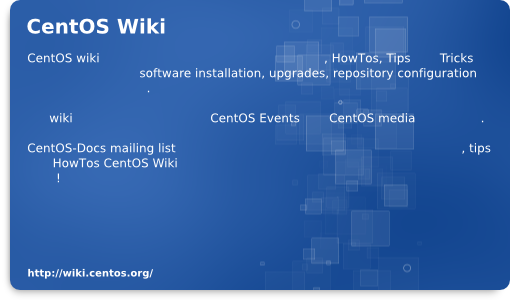 CentOS Wiki
CentOS wiki , HowTos, Tips Tricks
software installation, upgrades, repository configuration
.
wiki CentOS Events CentOS media .
CentOS-Docs mailing list , tips
HowTos CentOS Wiki
!
http://wiki.centos.org/